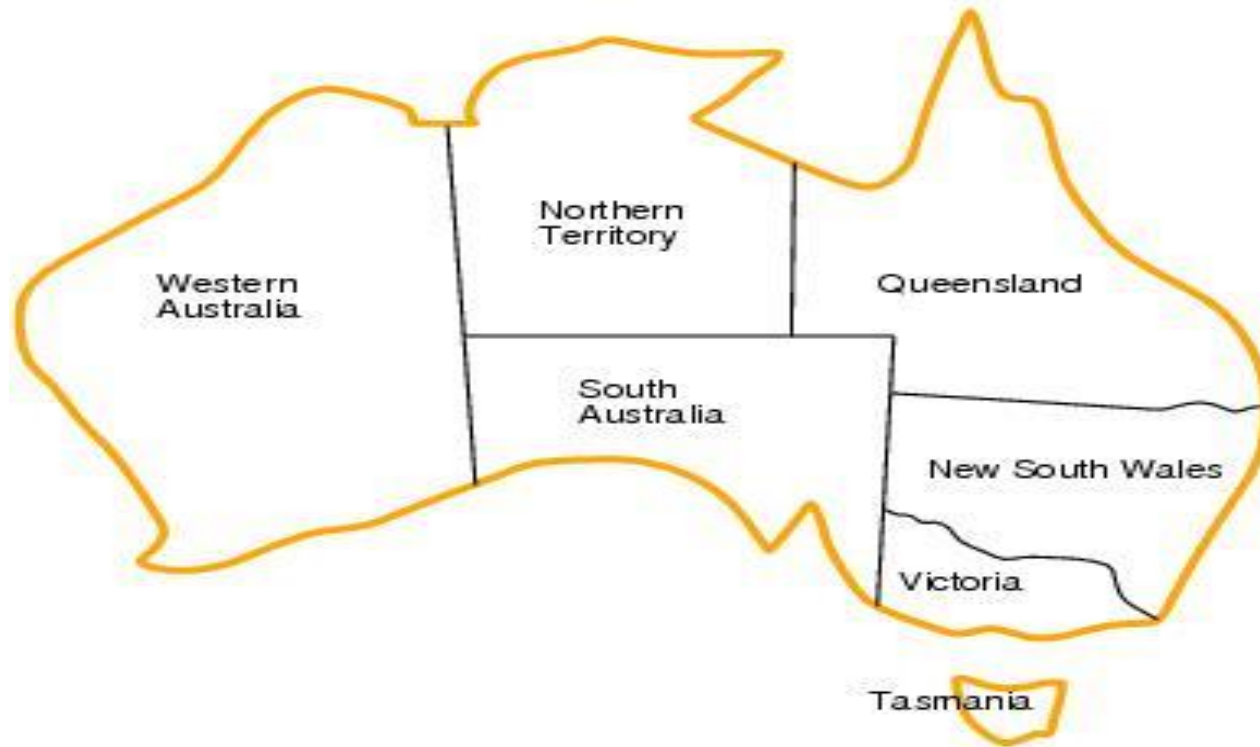 Northern
Territory
Western
Australia
Queensland
South
Australia
New South Wales
Victoria
Tasmania